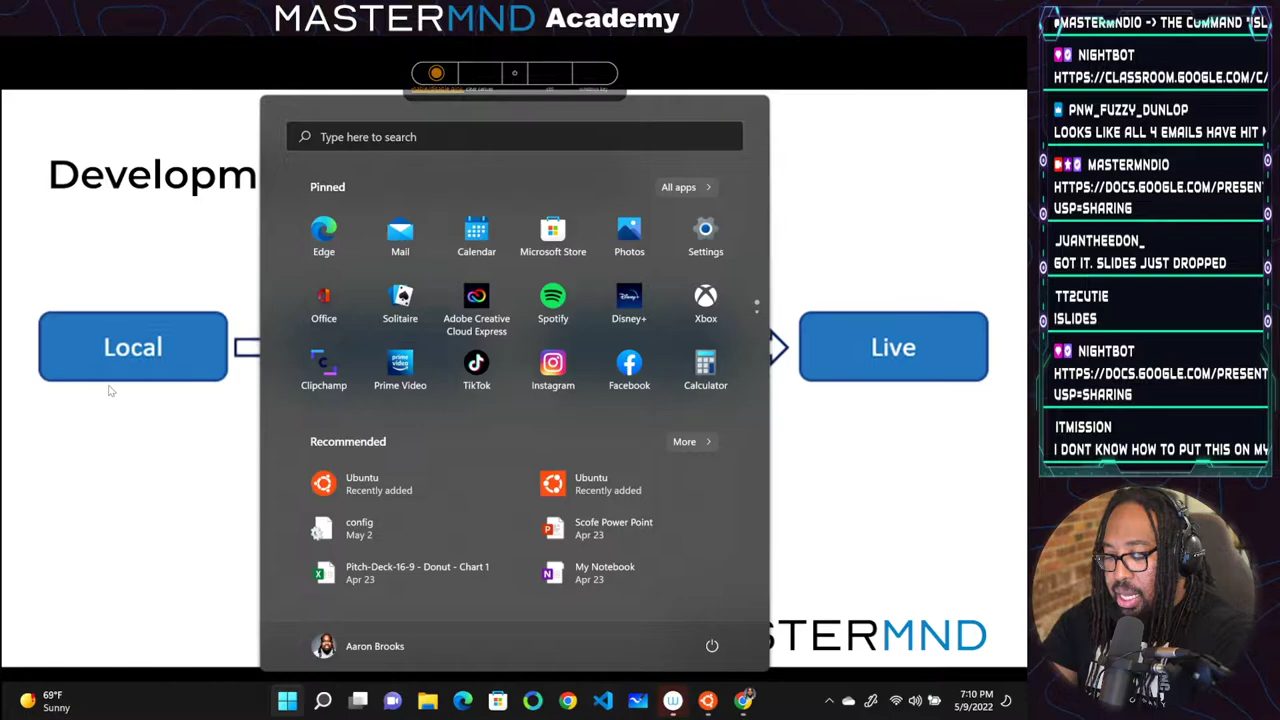 MASTERMND Academy
Developm
Local
Live
STERMND
Type here to search
Pinned
All apps
Edge
Mail
Calendar
Microsoft Store
Photos
Settings
Office
Solitaire
Adobe Creative
Cloud Express
Spotify
Disney+
Xbox
Clipchamp
Prime Video
TikTok
Instagram
Facebook
Calculator
Recommended
More
Ubuntu
Recently added
Ubuntu
Recently added
config
May 2
Scofe Power Point
Apr 23
Pitch-Deck-16-9 - Donut - Chart 1
Apr 23
My Notebook
Apr 23
Aaron Brooks
69°F
Sunny
7:10 PM
5/9/2022
MASTERMNDIO -> THE COMMAND "!SL
NIGHTBOT
HTTPS://CLASSROOM.GOOGLE.COM/C/
PNW_FUZZY_DUNLOP
LOOKS LIKE ALL 4 EMAILS HAVE HIT
MASTERMNDIO
HTTPS://DOCS.GOOGLE.COM/PRESENT
USP=SHARING
JUANTHEEDON_
GOT IT. SLIDES JUST DROPPED
TT2CUTIE
!SLIDES
NIGHTBOT
HTTPS://DOCS.GOOGLE.COM/PRESENT
USP=SHARING
ITMISSION
I DONT KNOW HOW TO PUT THIS ON MY